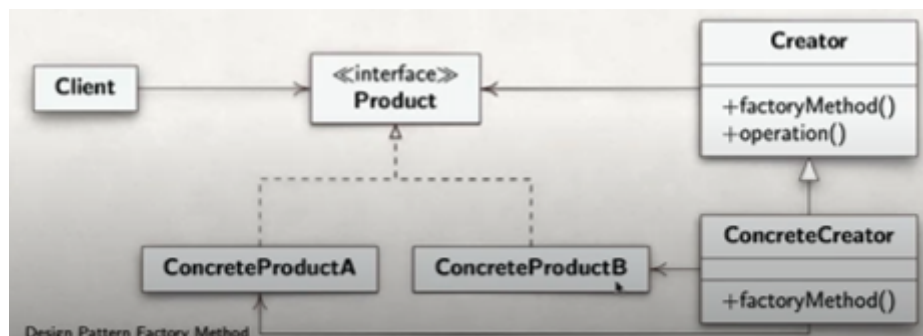 Creator
Client
≪interface≫
Product
+factoryMethod()
+operation()
ConcreteCreator
ConcreteProductA
ConcreteProductB
+factoryMethod()
Design Pattern Factory Method